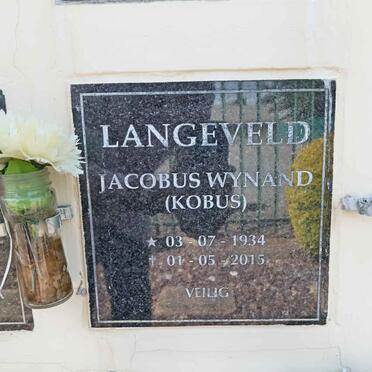 LANGEVELD
JACOBUS WYNAND
(KOBUS)
★ 03 - 07 - 1934
† 01 - 05 - 2015
VEILIG